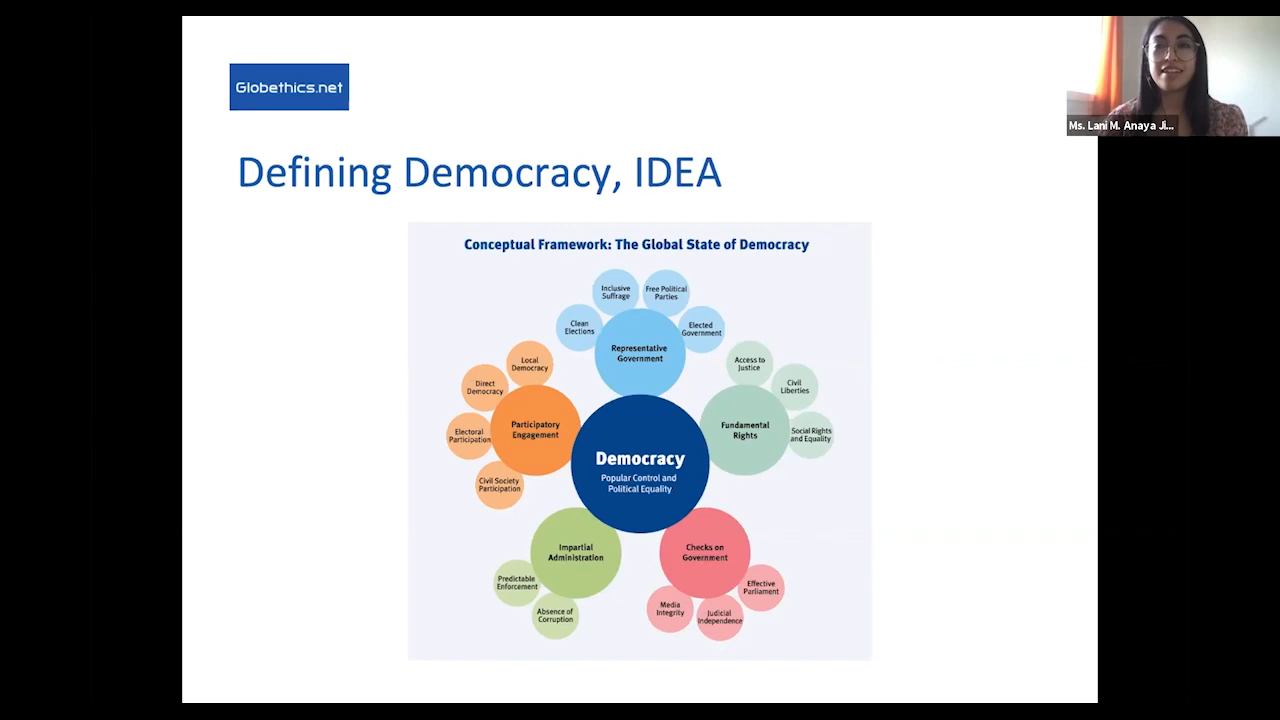 Globethics.net
Ms. Lani M. Anaya Ji...
Defining Democracy, IDEA
Conceptual Framework: The Global State of Democracy
Inclusive
Suffrage
Free Political
Parties
Clean
Elections
Elected
Government
Representative
Government
Local
Democracy
Direct
Democracy
Electoral
Participation
Civil Society
Participation
Participatory
Engagement
Access to
Justice
Civil
Liberties
Social Rights
and Equality
Fundamental
Rights
Democracy
Popular Control and
Political Equality
Impartial
Administration
Predictable
Enforcement
Absence of
Corruption
Checks on
Government
Media
Integrity
Judicial
Independence
Effective
Parliament